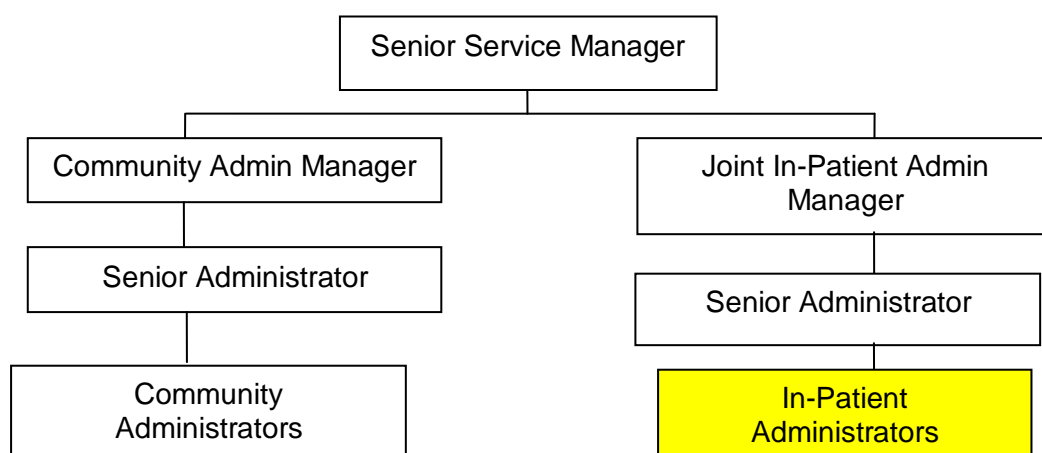 Senior Service Manager
Community Admin Manager
Joint In-Patient Admin
Manager
Senior Administrator
Senior Administrator
Community
Administrators
In-Patient
Administrators